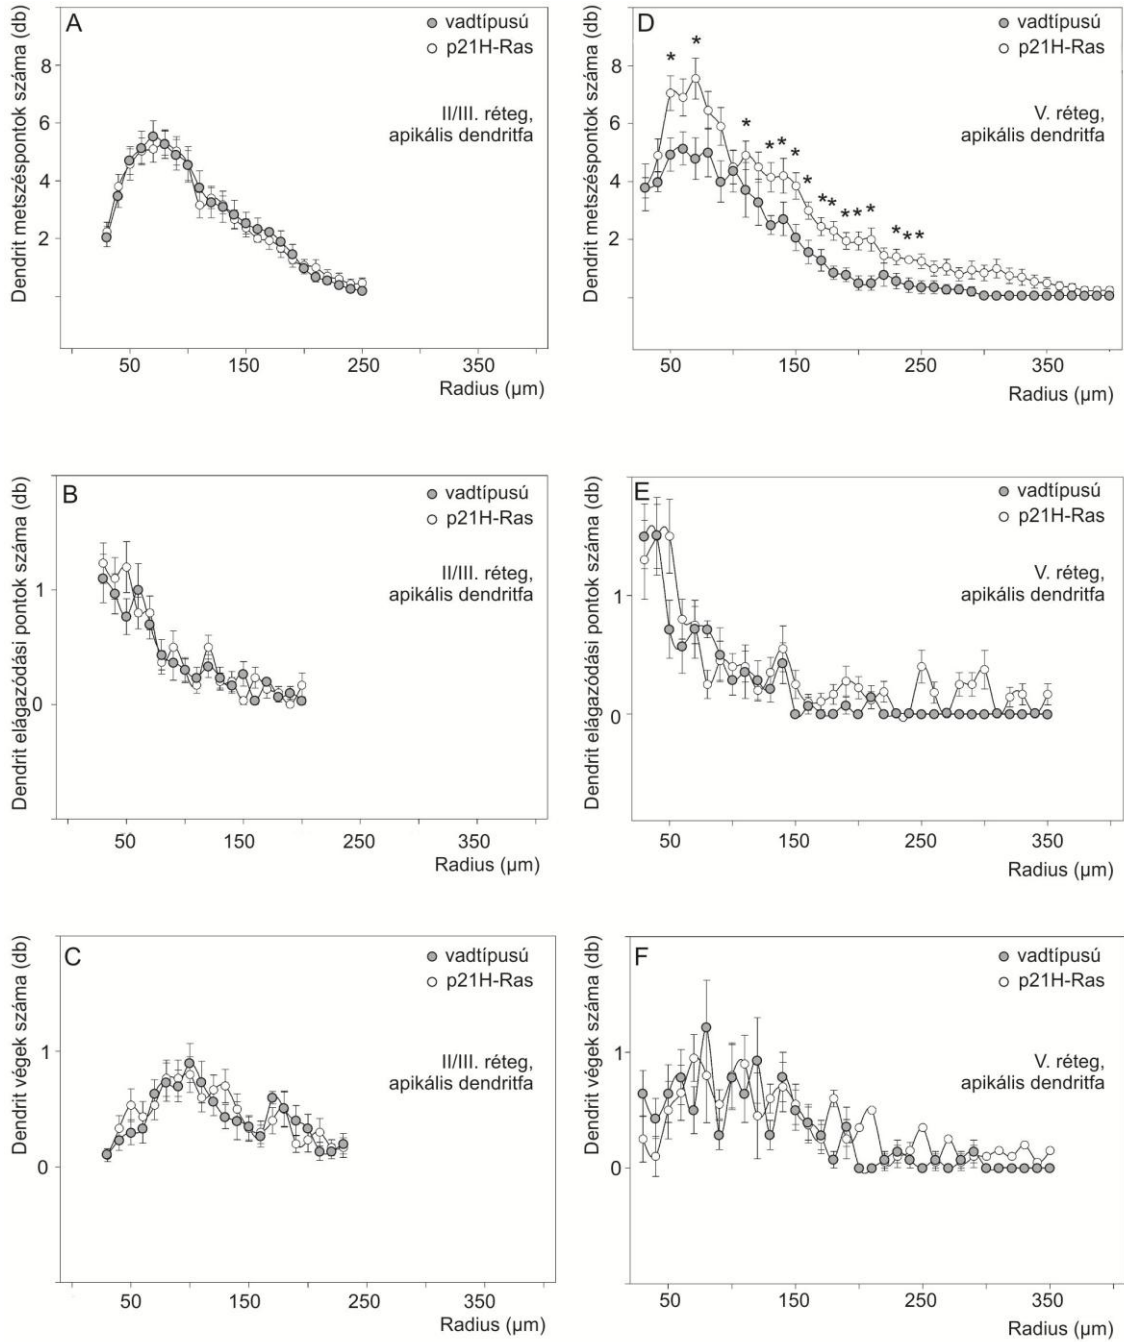 A
Dendrit metszéspontok száma (db)
vadtípusú
p21H-Ras
II/III. réteg,
apikális dendritfa
8
6
4
2
50
150
250
350
Radius (µm)
D
Dendrit metszéspontok száma (db)
vadtípusú
p21H-Ras
* *
* * * *
* * * * * *
* * *
V. réteg,
apikális dendritfa
8
6
4
2
50
150
250
350
Radius (µm)
B
Dendrit elágazódási pontok száma (db)
vadtípusú
p21H-Ras
II/III. réteg,
apikális dendritfa
1
0
50
150
250
350
Radius (µm)
E
Dendrit elágazódási pontok száma (db)
vadtípusú
p21H-Ras
V. réteg,
apikális dendritfa
1
0
50
150
250
350
Radius (µm)
C
Dendrit végek száma (db)
vadtípusú
p21H-Ras
II/III. réteg,
apikális dendritfa
1
0
50
150
250
350
Radius (µm)
F
Dendrit végek száma (db)
vadtípusú
p21H-Ras
V. réteg,
apikális dendritfa
1
0
50
150
250
350
Radius (µm)